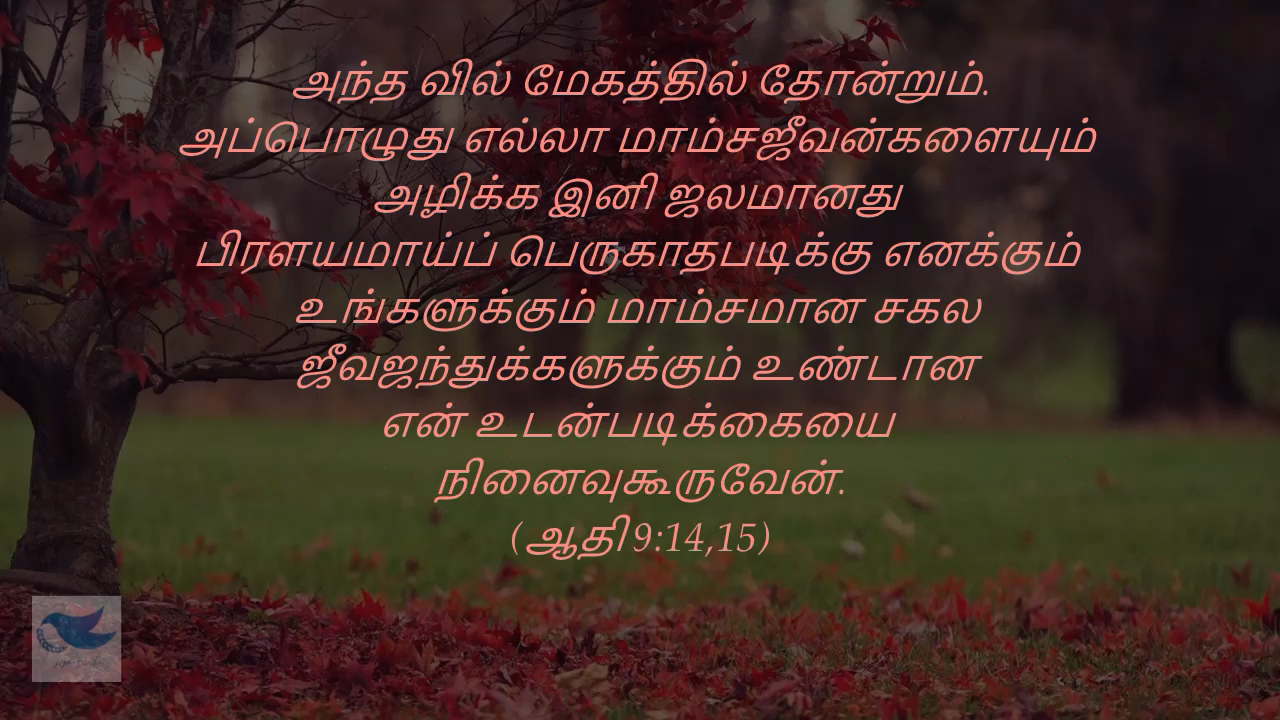 அந்த வில் மேகத்தில் தோன்றும்.
அப்பொழுது எல்லா மாம்சஜீவன்களையும்
அழிக்க இனி ஜலமானது
பிரளயமாய்ப் பெருகாதபடிக்கு எனக்கும்
உங்களுக்கும் மாம்சமான சகல
ஜீவஜந்துக்களுக்கும் உண்டான
என் உடன்படிக்கையை
நினைவுகூருவேன்.
(ஆதி 9:14,15)